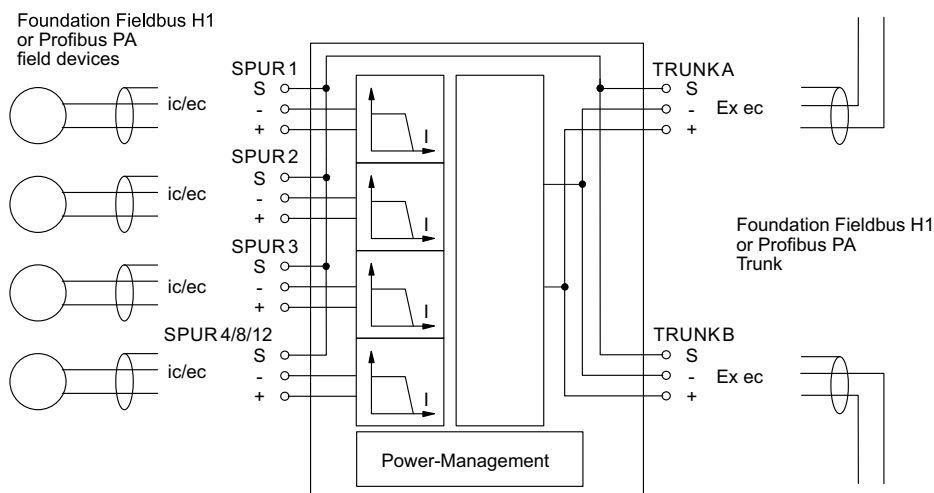 Foundation Fieldbus H1
or Profibus PA
field devices
SPUR 1
S
-
+
ic/ec
I
SPUR 2
S
-
+
ic/ec
I
SPUR 3
S
-
+
ic/ec
I
SPUR 4/8/12
S
-
+
ic/ec
I
Power-Management
TRUNK A
S
-
+
Ex ec
Foundation Fieldbus H1
or Profibus PA
Trunk
TRUNK B
S
-
+
Ex ec